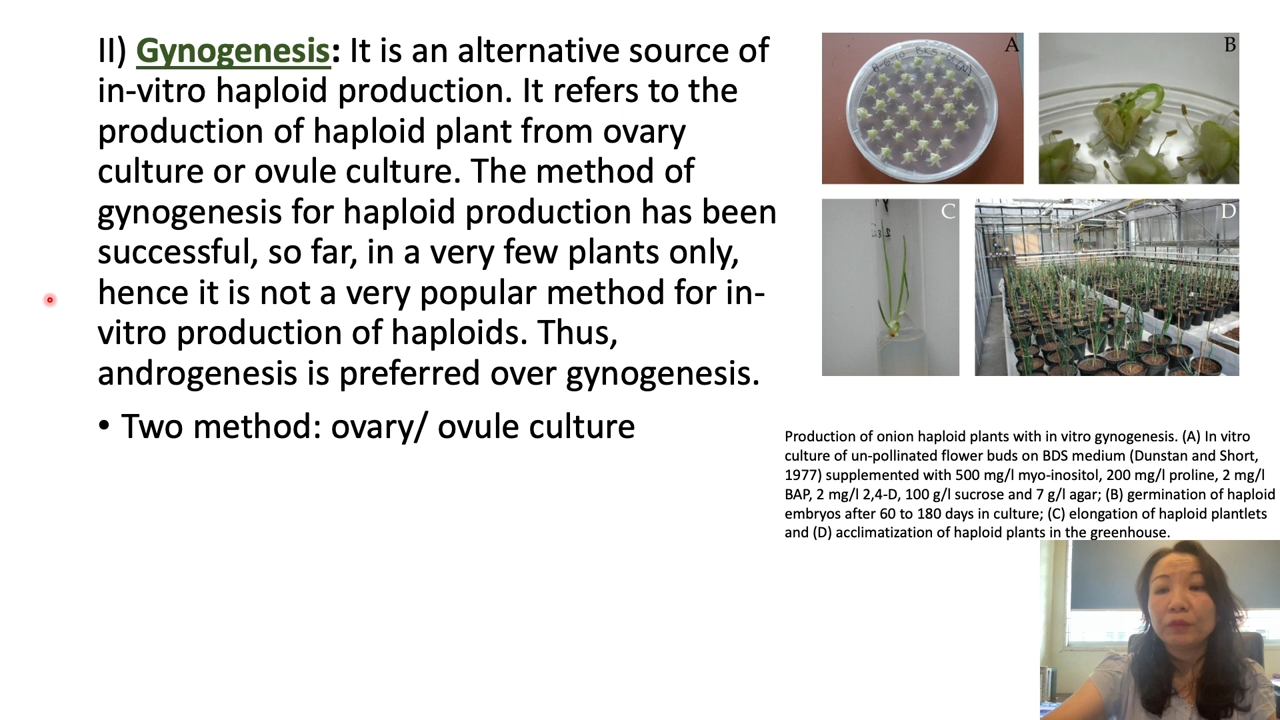 II) Gynogenesis: It is an alternative source of
in-vitro haploid production. It refers to the
production of haploid plant from ovary
culture or ovule culture. The method of
gynogenesis for haploid production has been
successful, so far, in a very few plants only,
hence it is not a very popular method for in-
vitro production of haploids. Thus,
androgenesis is preferred over gynogenesis.
• Two method: ovary/ ovule culture
A
B
C
D
Production of onion haploid plants with in vitro gynogenesis. (A) In vitro
culture of un-pollinated flower buds on BDS medium (Dunstan and Short,
1977) supplemented with 500 mg/l myo-inositol, 200 mg/l proline, 2 mg/l
BAP, 2 mg/l 2,4-D, 100 g/l sucrose and 7 g/l agar; (B) germination of haploid
embryos after 60 to 180 days in culture; (C) elongation of haploid plantlets
and (D) acclimatization of haploid plants in the greenhouse.